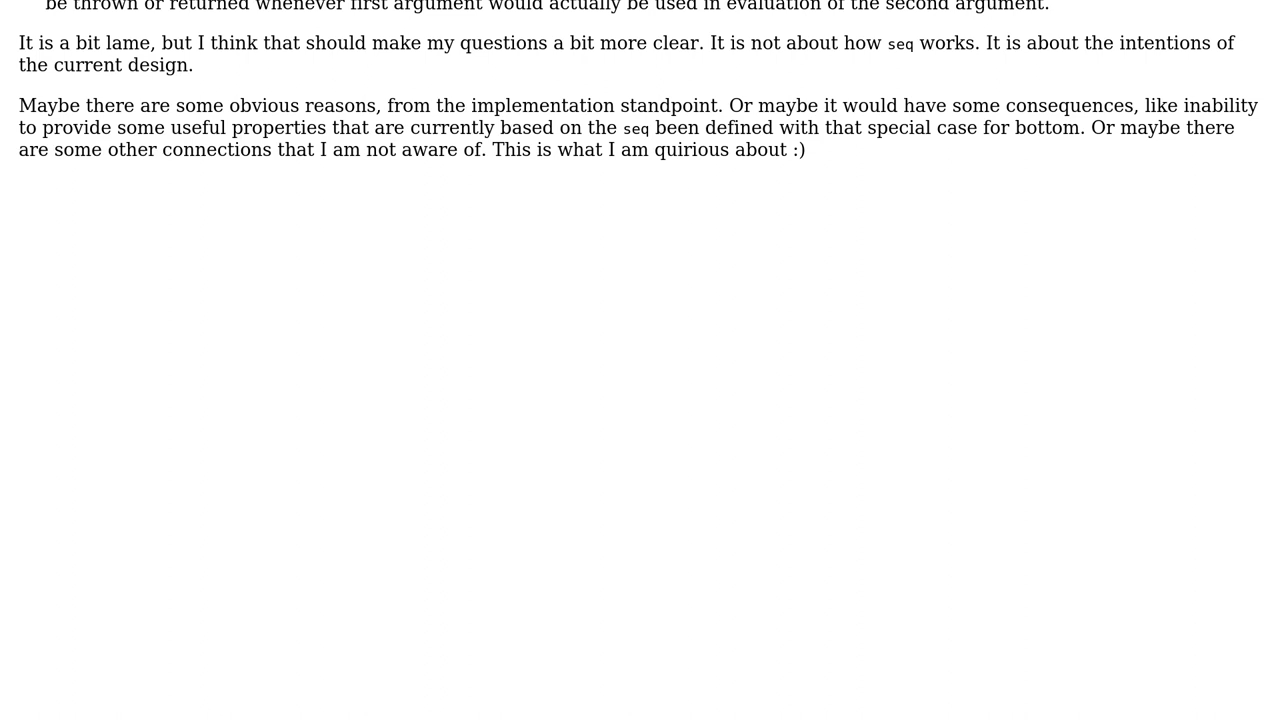 be thrown or returned whenever first argument would actually be used in evaluation of the second argument.
It is a bit lame, but I think that should make my questions a bit more clear. It is not about how seq works. It is about the intentions of
the current design.
Maybe there are some obvious reasons, from the implementation standpoint. Or maybe it would have some consequences, like inability
to provide some useful properties that are currently based on the seq been defined with that special case for bottom. Or maybe there
are some other connections that I am not aware of. This is what I am quirious about :)